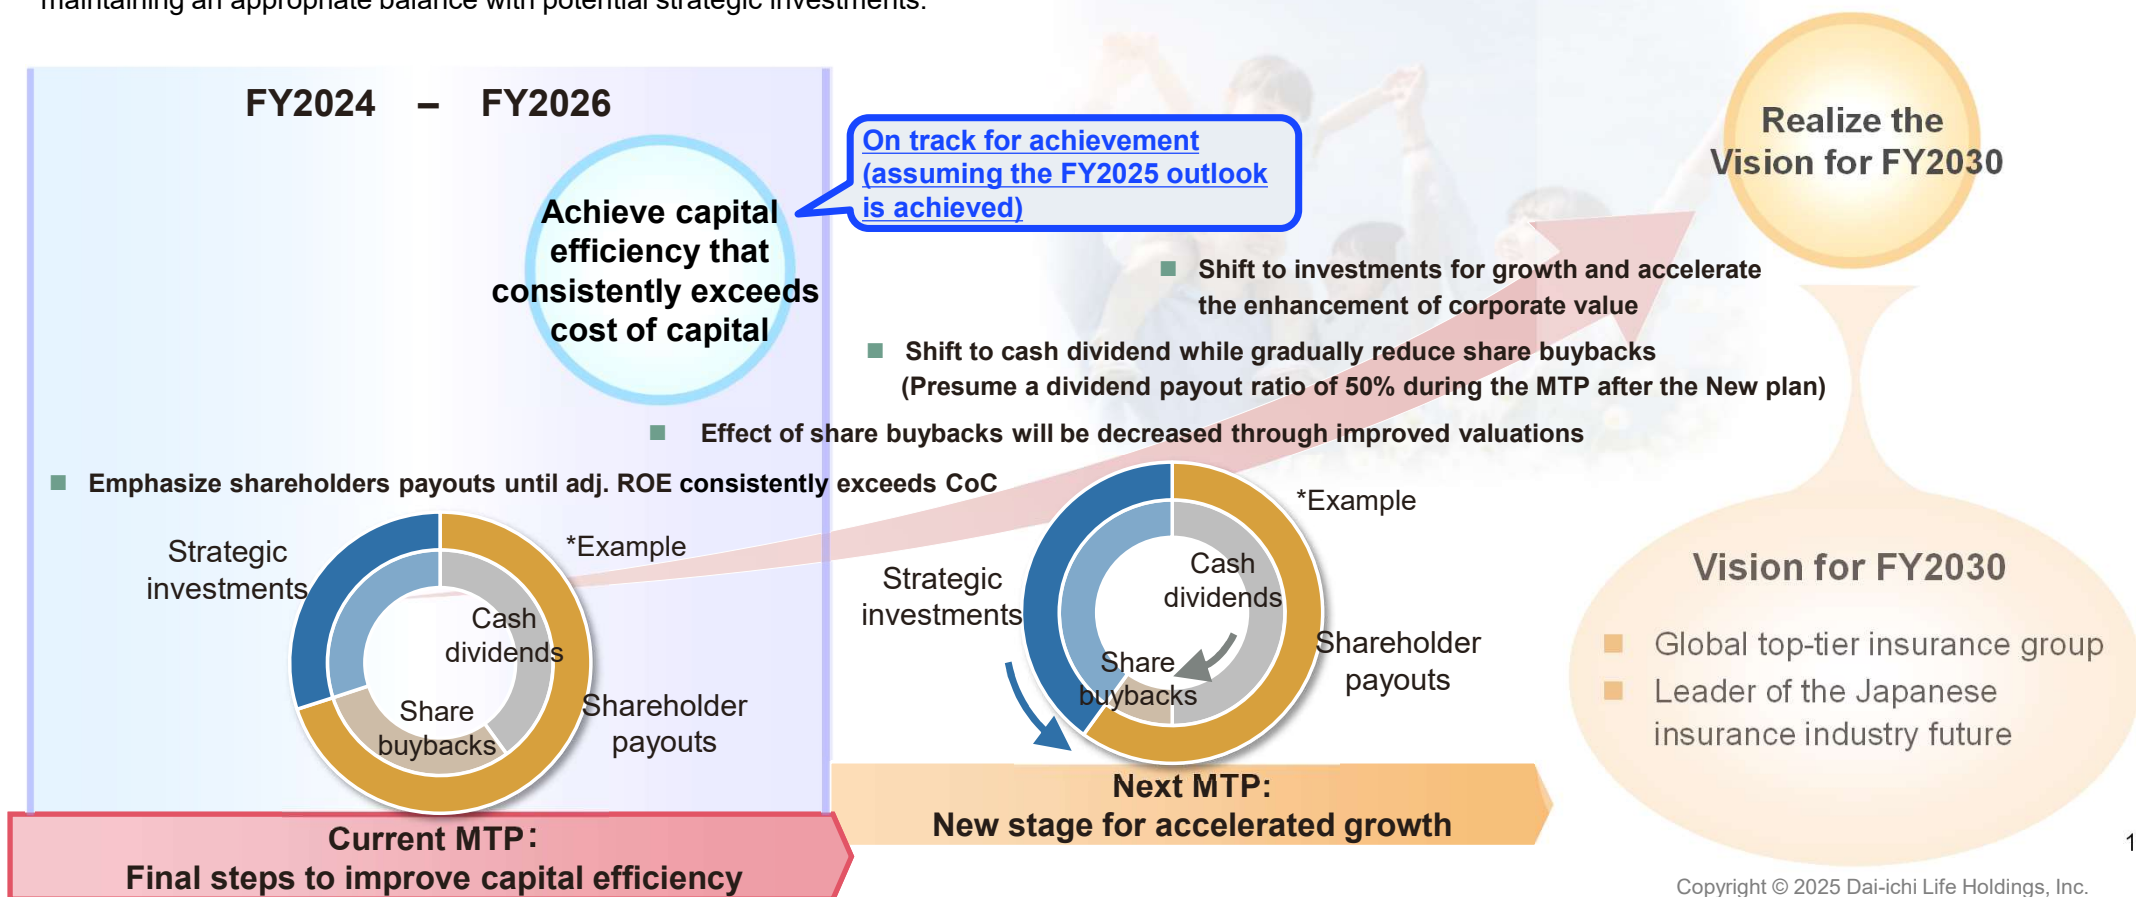 maintaining an appropriate balance with potential strategic investments.
FY2024 – FY2026
Achieve capital
efficiency that
consistently exceeds
cost of capital
On track for achievement
(assuming the FY2025 outlook
is achieved)
Realize the
Vision for FY2030
■ Shift to investments for growth and accelerate
the enhancement of corporate value
■ Shift to cash dividend while gradually reduce share buybacks
(Presume a dividend payout ratio of 50% during the MTP after the New plan)
■ Effect of share buybacks will be decreased through improved valuations
■ Emphasize shareholders payouts until adj. ROE consistently exceeds CoC
*Example
Strategic
investments
Cash
dividends
Share
buybacks
Shareholder
payouts
*Example
Strategic
investments
Cash
dividends
Share
buybacks
Shareholder
payouts
Vision for FY2030
■ Global top-tier insurance group
■ Leader of the Japanese
insurance industry future
Current MTP:
Final steps to improve capital efficiency
Next MTP:
New stage for accelerated growth
1
Copyright © 2025 Dai-ichi Life Holdings, Inc.